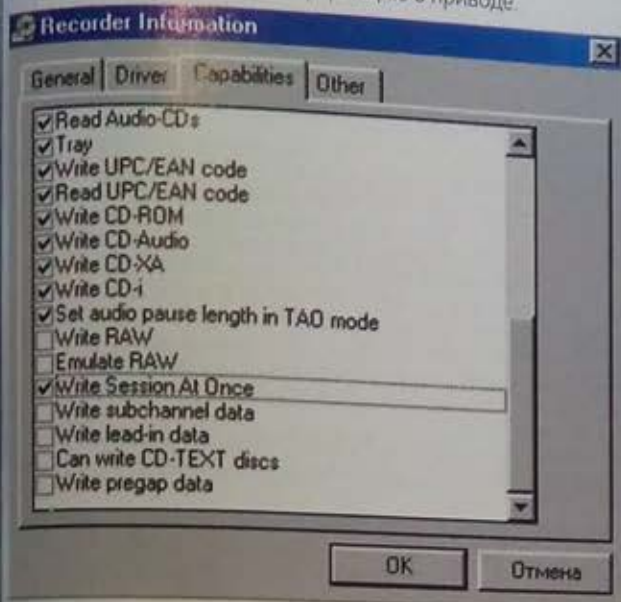 о приводе.
Recorder Information
General Driver Capabilities Other
Read Audio-CDs
Tray
Write UPC/EAN code
Read UPC/EAN code
Write CD-ROM
Write CD-Audio
Write CD-XA
Write CD-i
Set audio pause length in TAO mode
Write RAW
Emulate RAW
Write Session At Once
Write subchannel data
Write lead-in data
Can write CD-TEXT discs
Write pregap data
OK Отмена